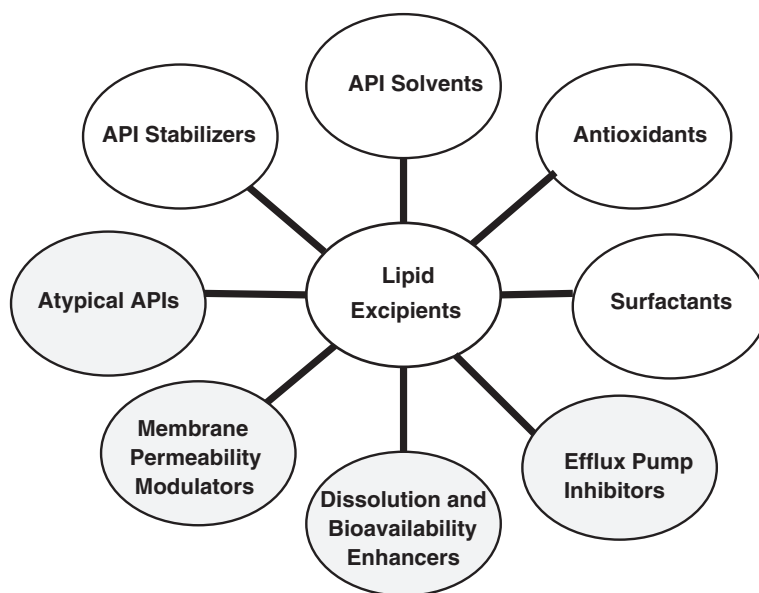 API Solvents
API Stabilizers
Antioxidants
Lipid
Excipients
Atypical APIs
Surfactants
Membrane
Permeability
Modulators
Efflux Pump
Inhibitors
Dissolution and
Bioavailability
Enhancers